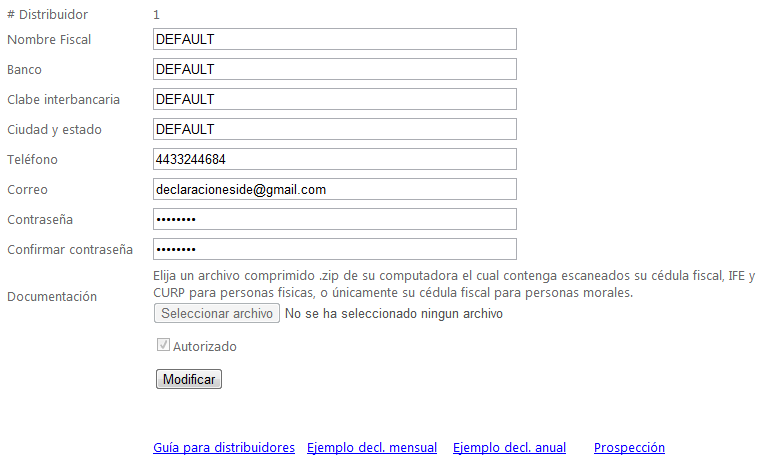 # Distribuidor 1
Nombre Fiscal DEFAULT
Banco DEFAULT
Clabe interbancaria DEFAULT
Ciudad y estado DEFAULT
Teléfono 4433244684
Correo declaracioneside@gmail.com
Contraseña ••••••••
Confirmar contraseña ••••••••
Documentación
Elija un archivo comprimido .zip de su computadora el cual contenga escaneados su cédula fiscal, IFE y
CURP para personas fisicas, o únicamente su cédula fiscal para personas morales.
Seleccionar archivo No se ha seleccionado ningun archivo
Autorizado
Modificar
Guía para distribuidores Ejemplo decl. mensual Ejemplo decl. anual Prospección